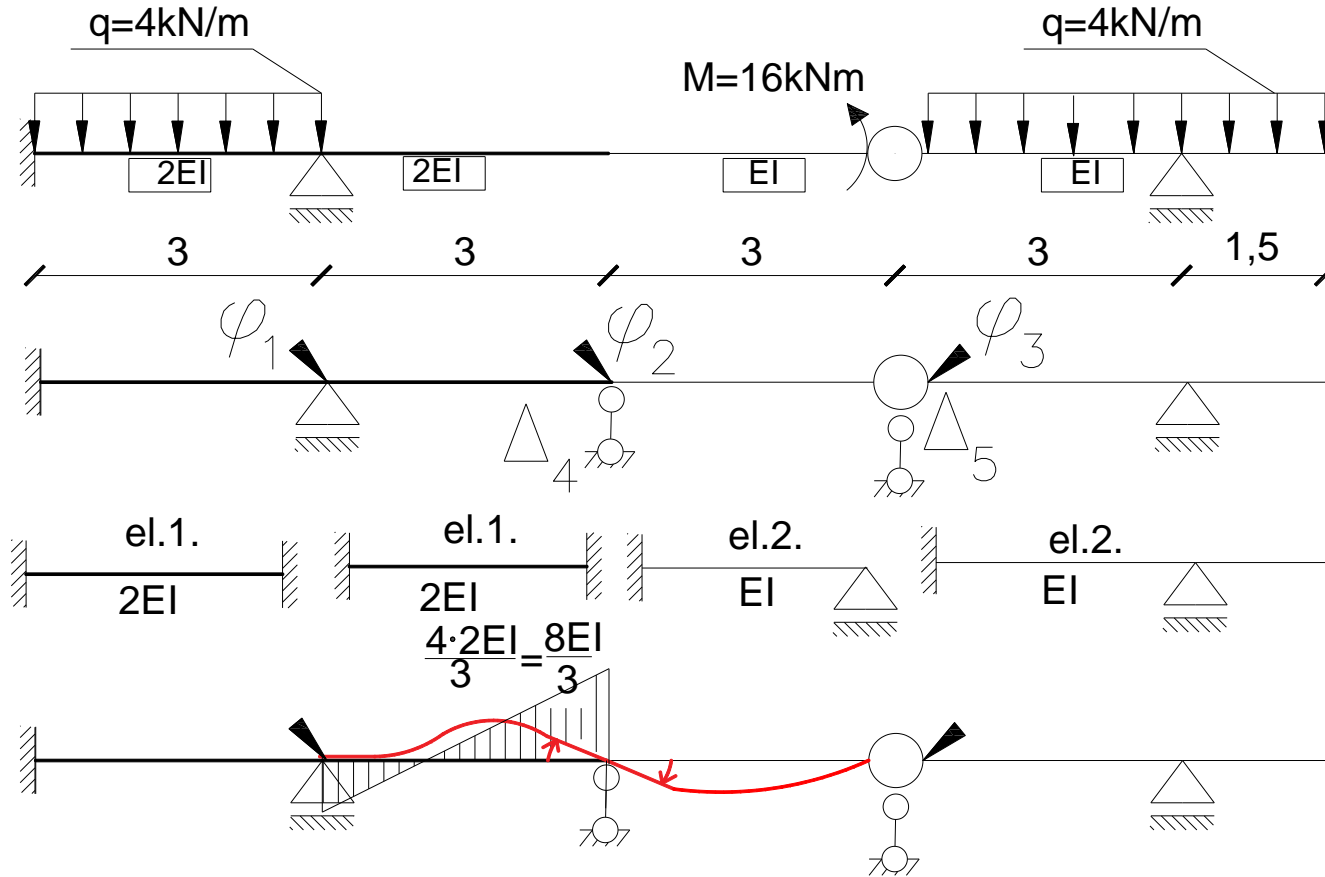 q=4kN/m q=4kN/m
M=16kNm
2EI 2EI EI EI
3 3 3 3 1,5
φ1 φ2 φ3
Δ4 Δ5
el.1. el.1. el.2. el.2.
2EI 2EI EI EI
4·2EI/3=8EI/3